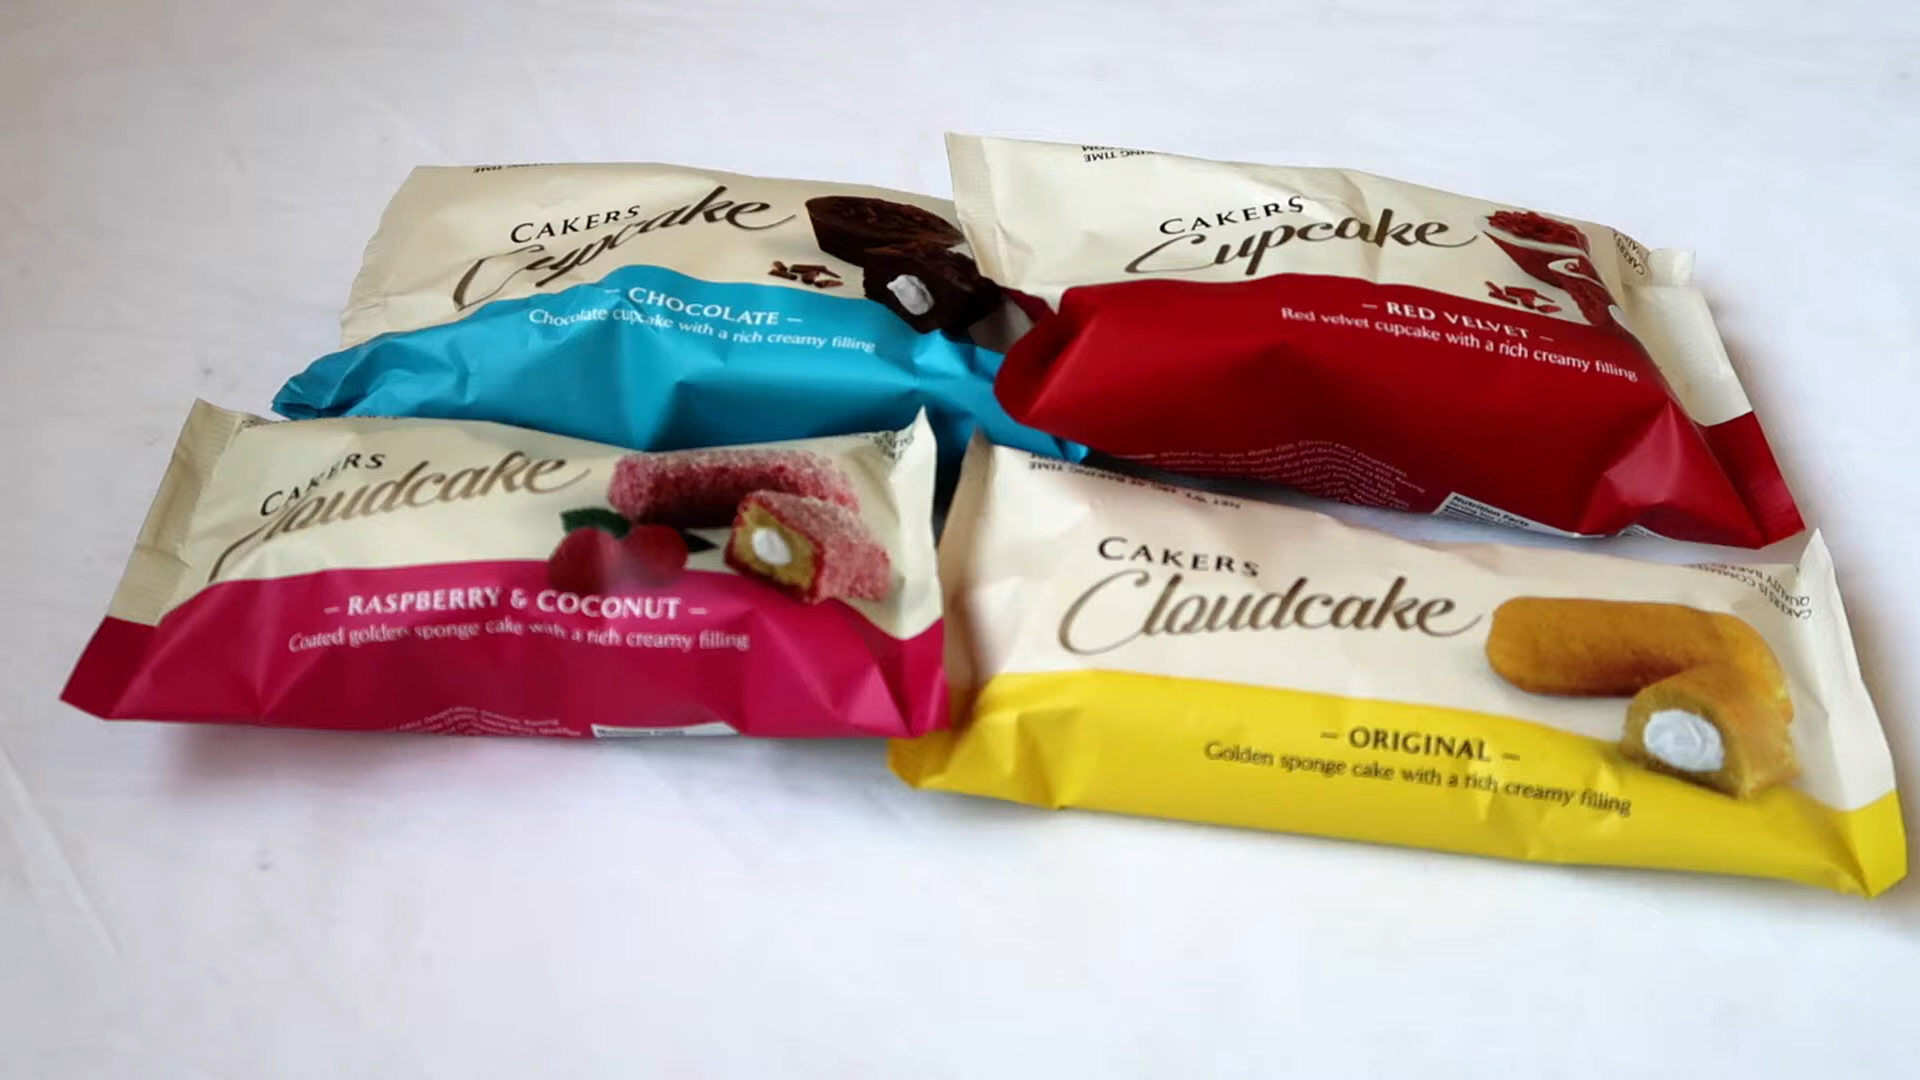 CAKERS
Cupcake
– CHOCOLATE –
Chocolate cupcake with a rich creamy filling
CAKERS
Cupcake
– RED VELVET –
Red velvet cupcake with a rich creamy filling
Nutrition Facts
CAKERS
Cloudcake
– RASPBERRY & COCONUT –
Coated golden sponge cake with a rich creamy filling
CAKERS
Cloudcake
– ORIGINAL –
Golden sponge cake with a rich creamy filling